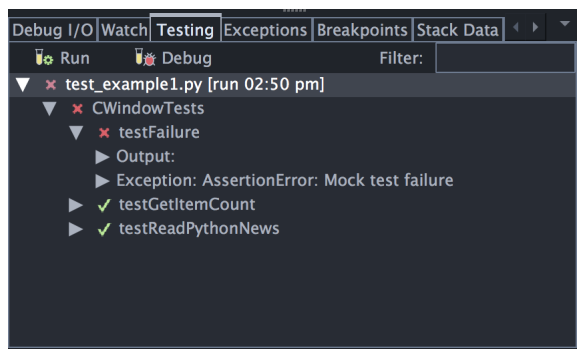 Debug I/O Watch Testing Exceptions Breakpoints Stack Data
Run Debug Filter:
test_example1.py [run 02:50 pm]
CWindowTests
testFailure
Output:
Exception: AssertionError: Mock test failure
testGetItemCount
testReadPythonNews